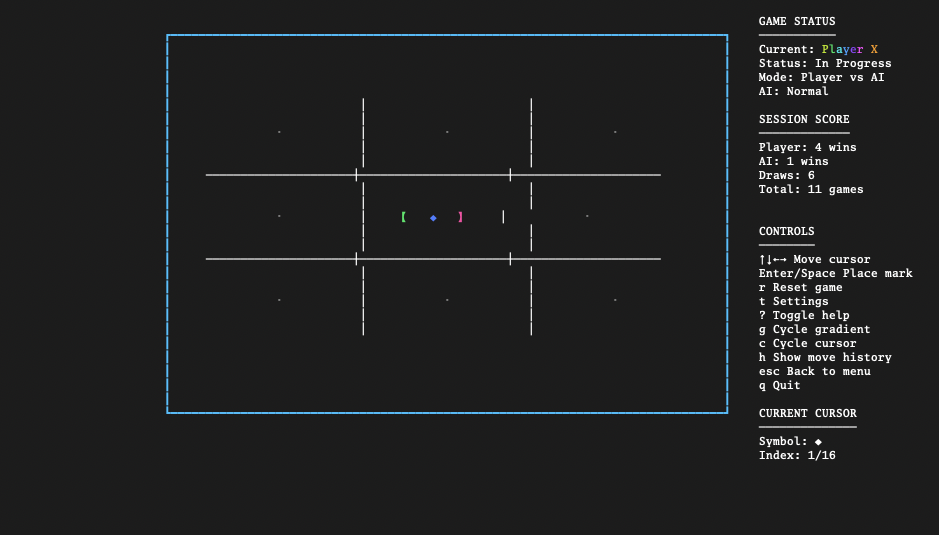 GAME STATUS
Current: Player X
Status: In Progress
Mode: Player vs AI
AI: Normal
SESSION SCORE
Player: 4 wins
AI: 1 wins
Draws: 6
Total: 11 games
[ ◆ ]
CONTROLS
↑↓←→ Move cursor
Enter/Space Place mark
r Reset game
t Settings
? Toggle help
g Cycle gradient
c Cycle cursor
h Show move history
esc Back to menu
q Quit
CURRENT CURSOR
Symbol: ◆
Index: 1/16